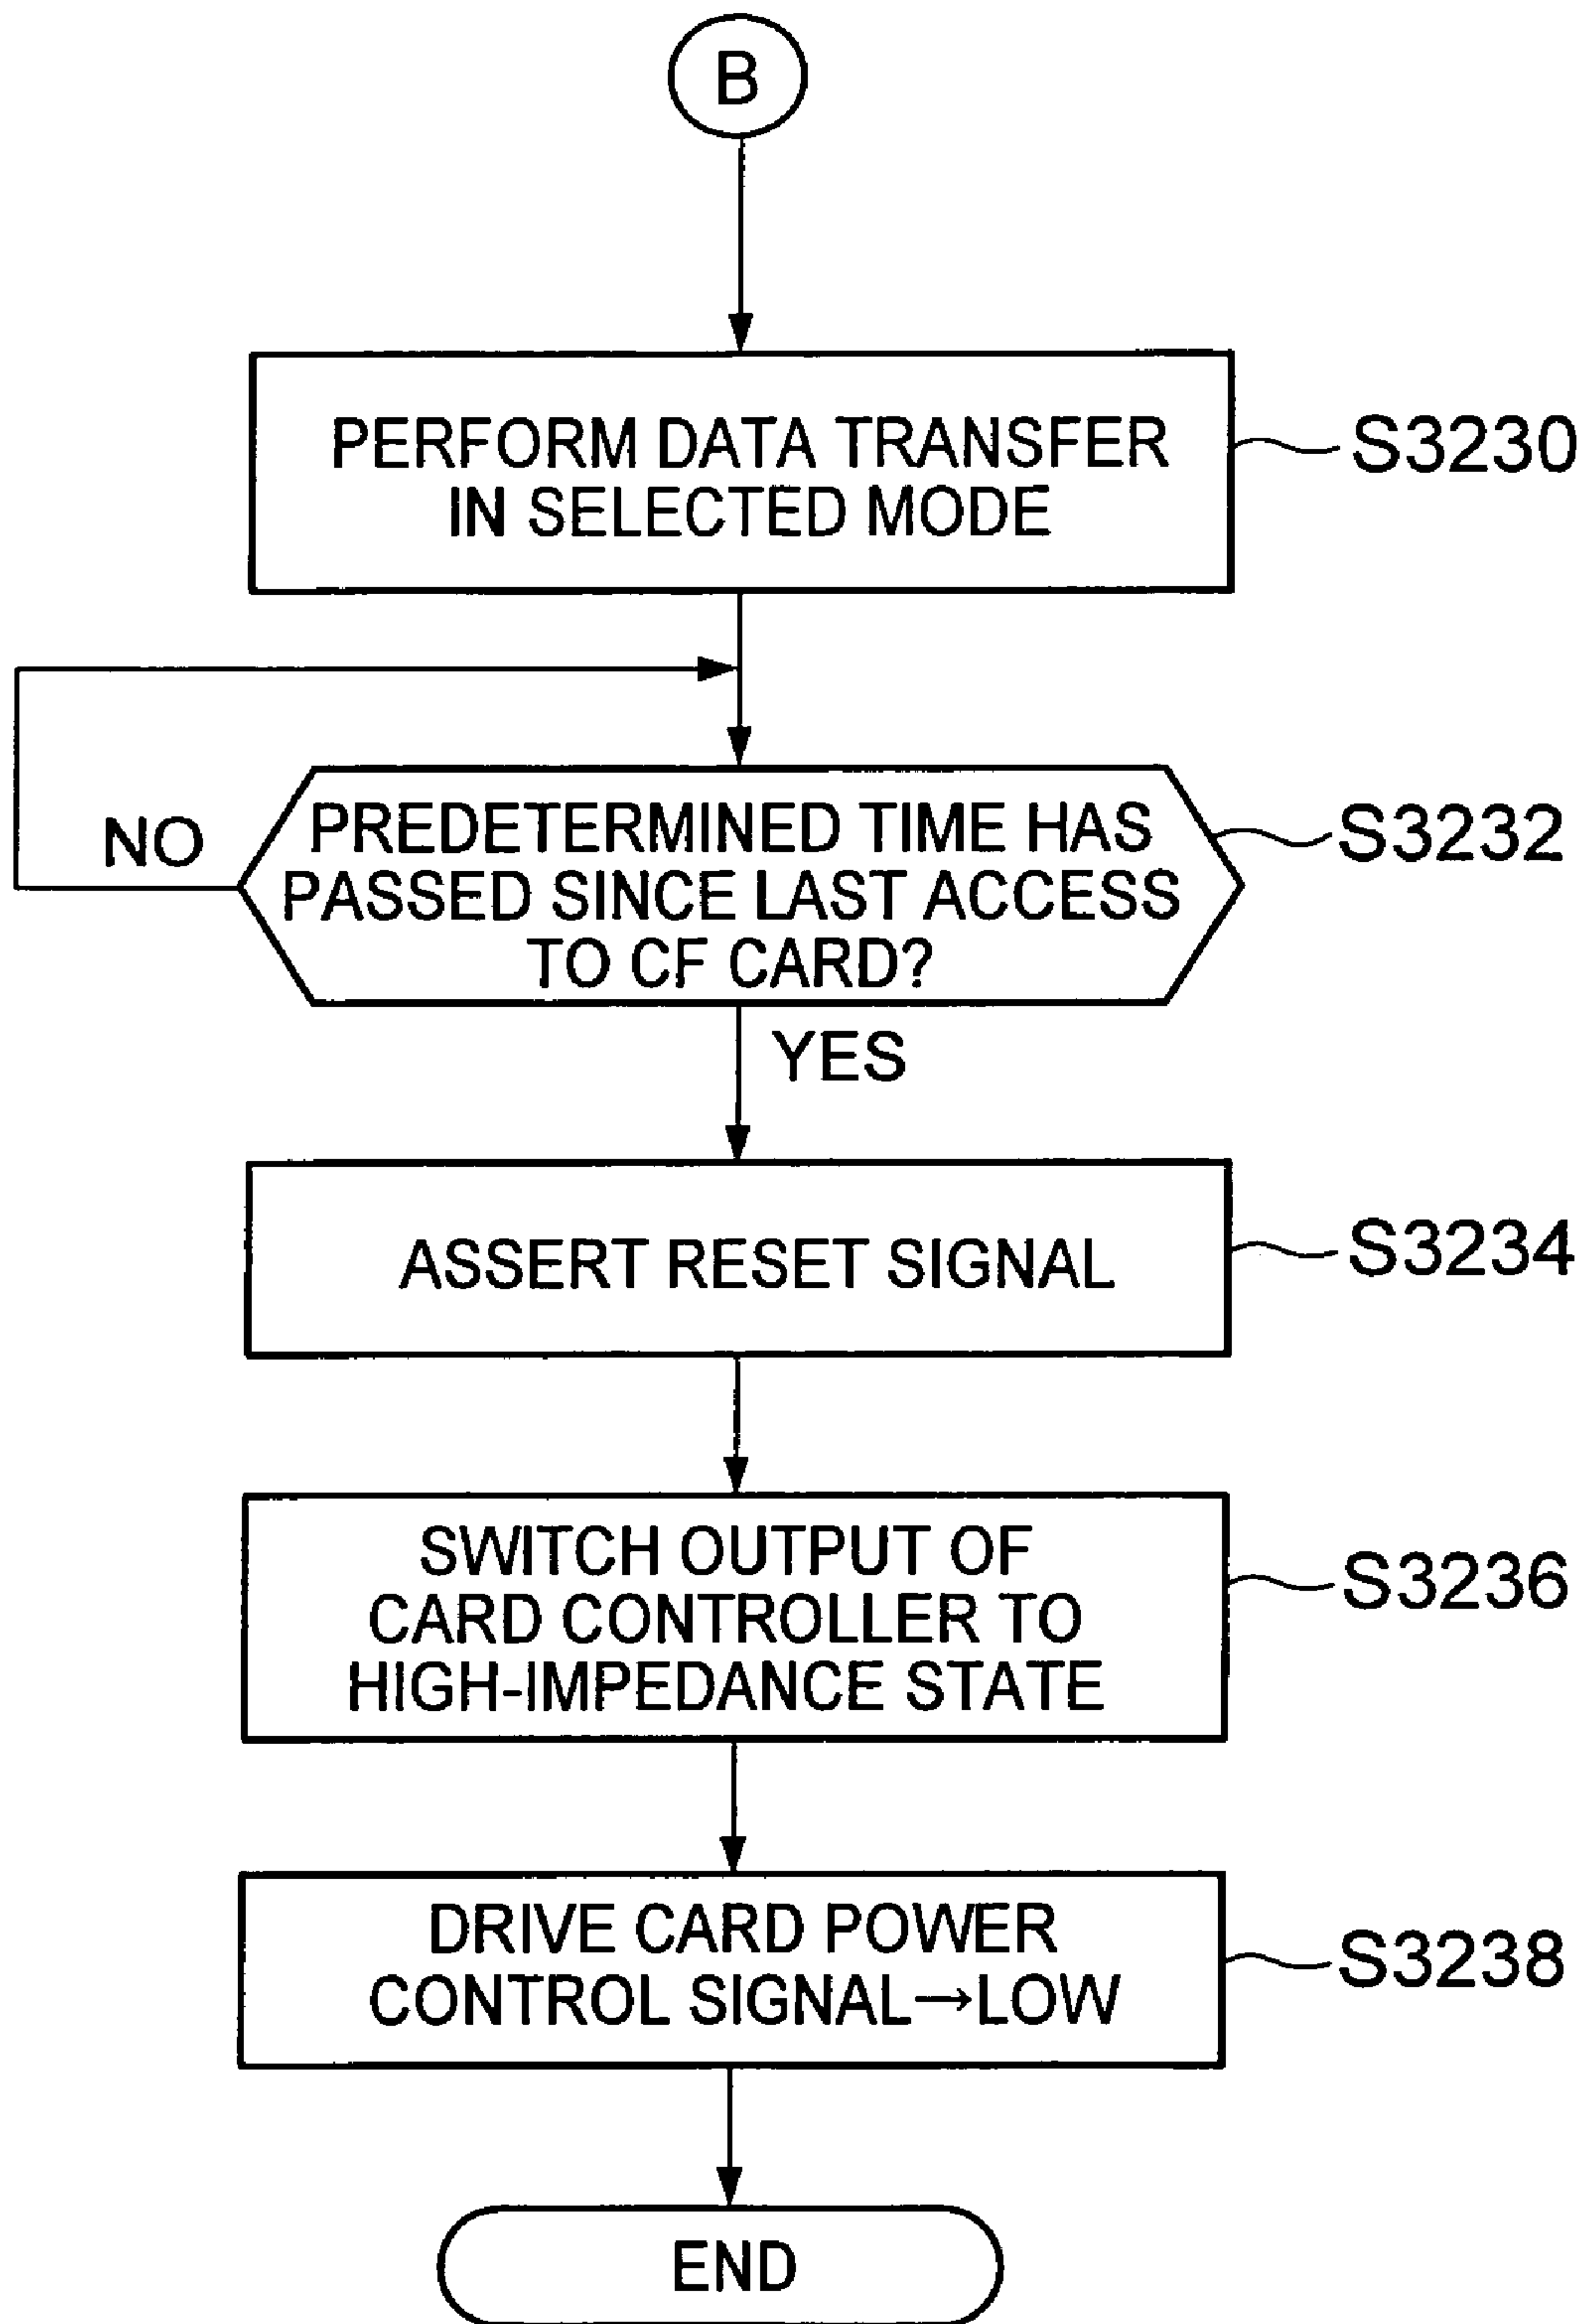 B
PERFORM DATA TRANSFER
IN SELECTED MODE
S3230
NO
PREDETERMINED TIME HAS
PASSED SINCE LAST ACCESS
TO CF CARD?
S3232
YES
ASSERT RESET SIGNAL
S3234
SWITCH OUTPUT OF
CARD CONTROLLER TO
HIGH-IMPEDANCE STATE
S3236
DRIVE CARD POWER
CONTROL SIGNAL→LOW
S3238
END